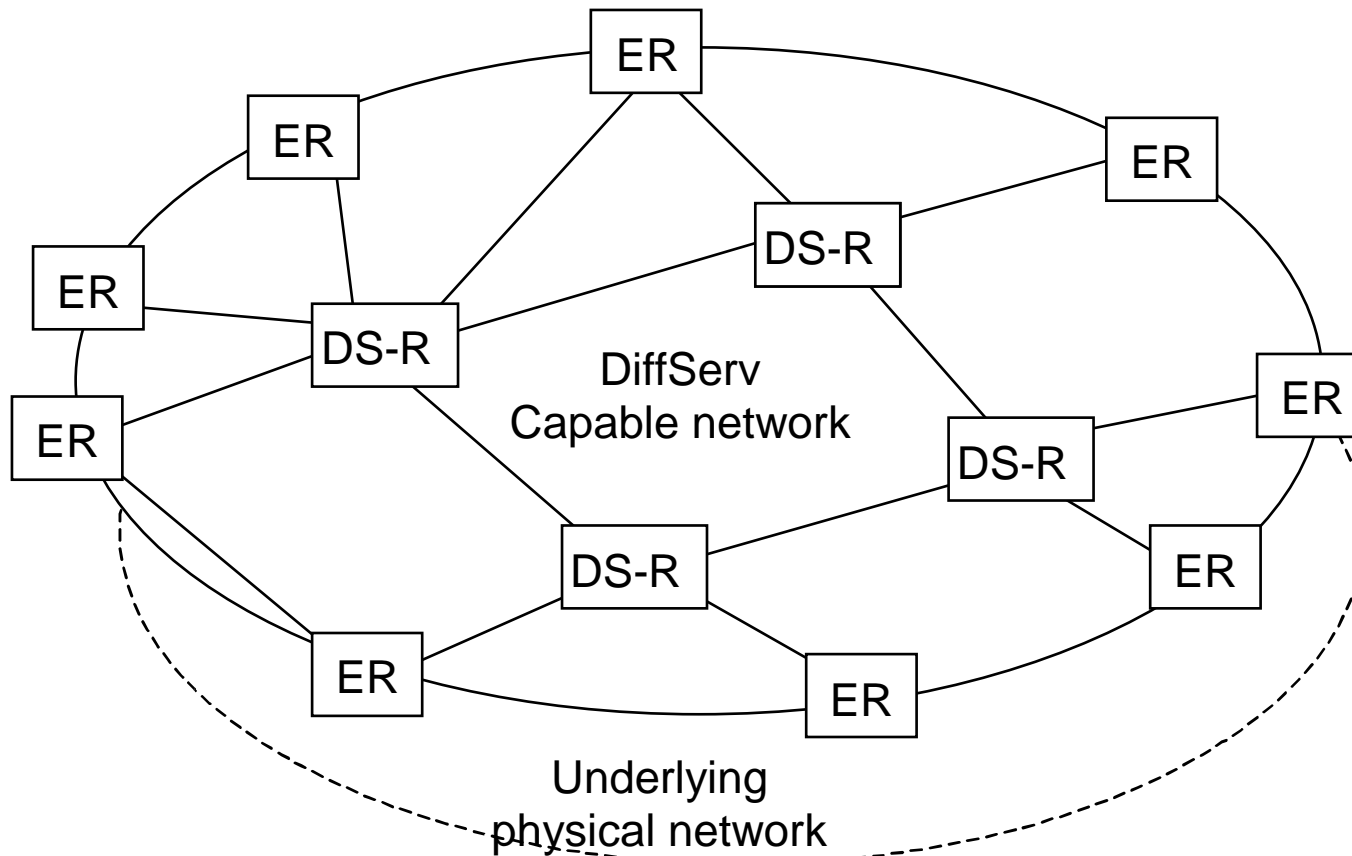 ER
ER
ER
DS-R
ER
DS-R
DiffServ
Capable network
ER
ER
DS-R
DS-R
ER
ER
ER
Underlying
physical network